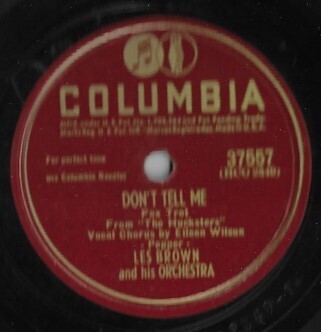 COLUMBIA
For perfect tone
37557
use Columbia Needles
DON'T TELL ME
Fox Trot
From "The Hucksters"
Vocal Chorus by Eileen Wilson
- Pepper -
LES BROWN
and his ORCHESTRA